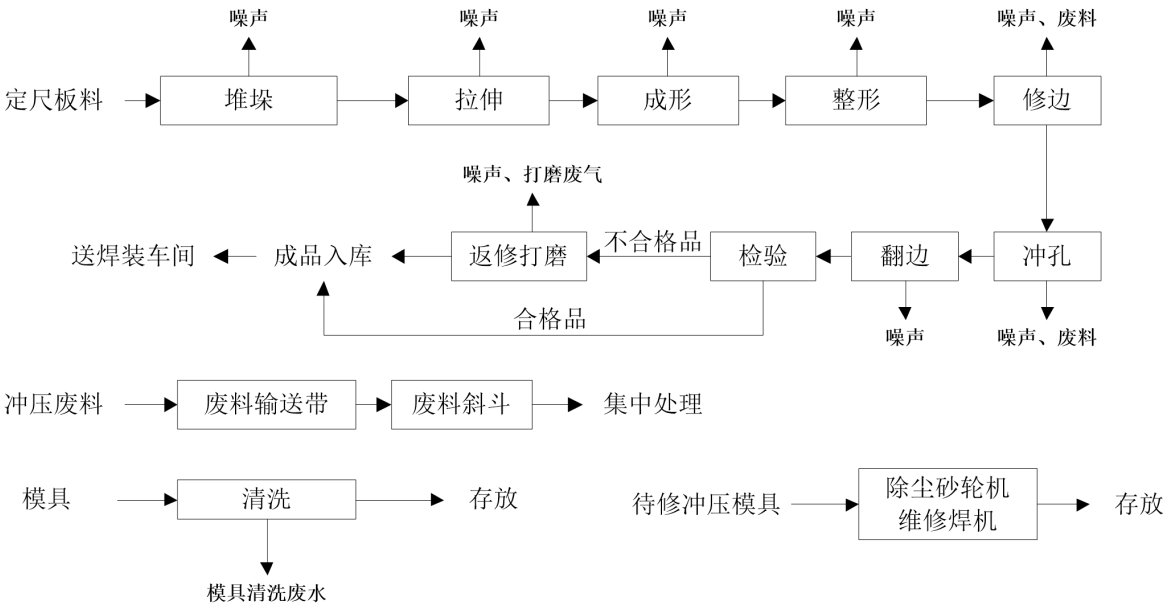 噪声
噪声
噪声
噪声
噪声、废料
定尺板料
堆垛
拉伸
成形
整形
修边
噪声、打磨废气
送焊装车间
成品入库
返修打磨
不合格品
检验
翻边
冲孔
合格品
噪声
噪声、废料
冲压废料
废料输送带
废料斜斗
集中处理
模具
清洗
存放
待修冲压模具
除尘砂轮机
维修焊机
存放
模具清洗废水